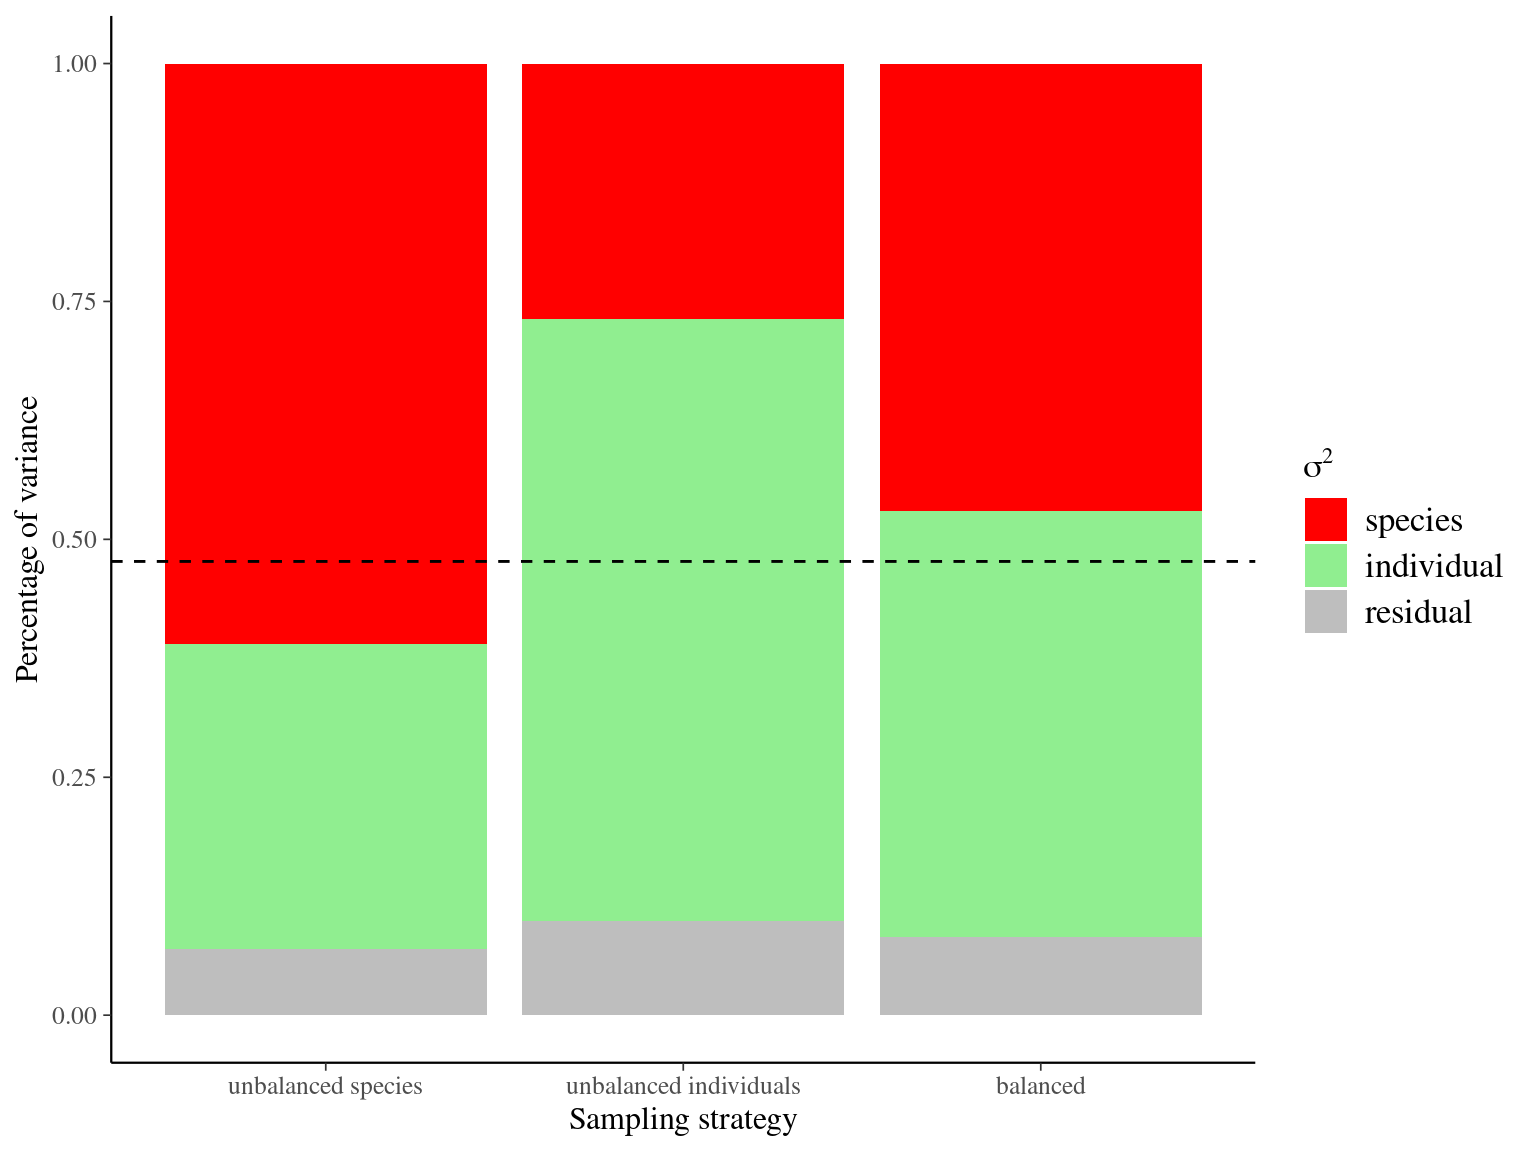 Percentage of variance
1.00
0.75
0.50
0.25
0.00
unbalanced species
unbalanced individuals
balanced
Sampling strategy
σ²
species
individual
residual